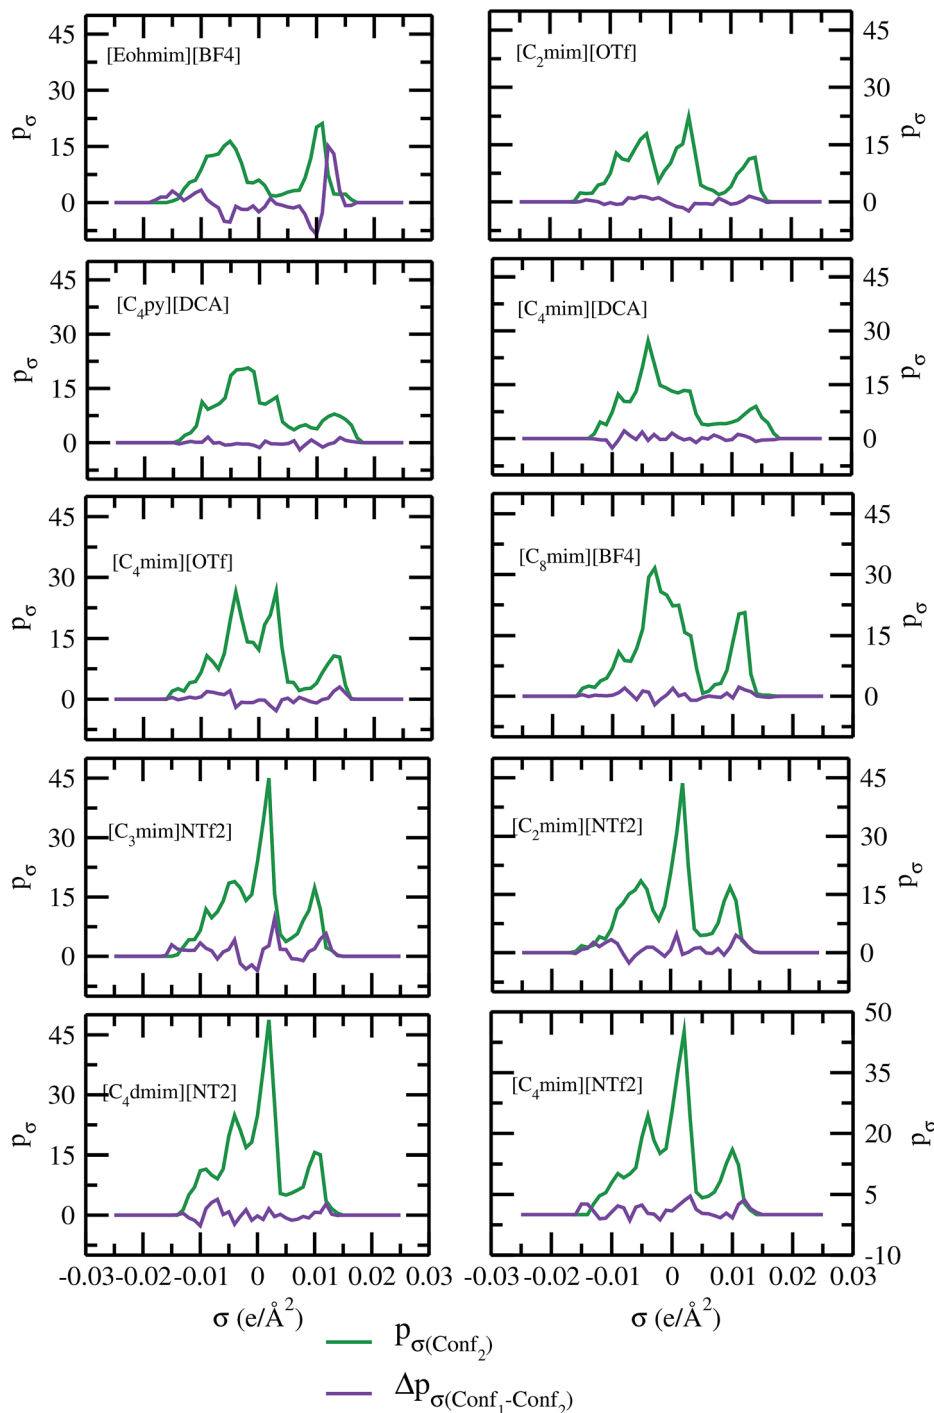 45
30
15
0
pσ
[Eohmim][BF4]
[C2mim][OTf]
45
30
15
0
pσ
45
30
15
0
pσ
[C4py][DCA]
[C4mim][DCA]
45
30
15
0
pσ
45
30
15
0
pσ
[C4mim][OTf]
[C8mim][BF4]
45
30
15
0
pσ
45
30
15
0
pσ
[C3mim]NTf2]
[C2mim][NTf2]
45
30
15
0
pσ
45
30
15
0
pσ
[C4dmim][NT2]
[C4mim][NTf2]
50
35
20
5
-10
pσ
-0.03 -0.02 -0.01 0 0.01 0.02 0.03
-0.03 -0.02 -0.01 0 0.01 0.02 0.03
σ (e/Å2)
σ (e/Å2)
pσ(Conf2)
Δpσ(Conf1-Conf2)